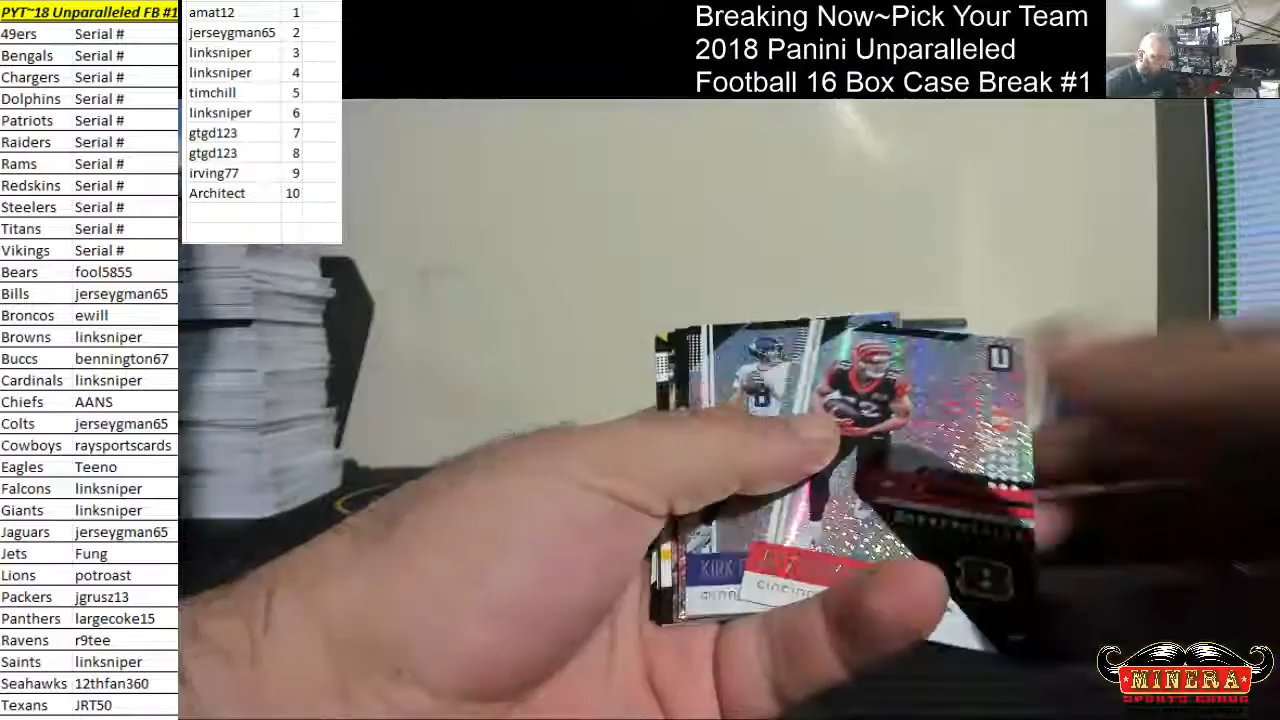 PYT~18 Unparalleled FB #1
49ers Serial #
Bengals Serial #
Chargers Serial #
Dolphins Serial #
Patriots Serial #
Raiders Serial #
Rams Serial #
Redskins Serial #
Steelers Serial #
Titans Serial #
Vikings Serial #
Bears fool5855
Bills jerseygman65
Broncos ewill
Browns linksniper
Buccs bennington67
Cardinals linksniper
Chiefs AANS
Colts jerseygman65
Cowboys raysportscards
Eagles Teeno
Falcons linksniper
Giants linksniper
Jaguars jerseygman65
Jets Fung
Lions potroast
Packers jgrusz13
Panthers largecoke15
Ravens r9tee
Saints linksniper
Seahawks 12thfan360
Texans JRT50
amat12 1
jerseygman65 2
linksniper 3
linksniper 4
timchill 5
linksniper 6
gtgd123 7
gtgd123 8
irving77 9
Architect 10
Breaking Now~Pick Your Team
2018 Panini Unparalleled
Football 16 Box Case Break #1
8
KIRK
MINERA
SPORTS CARDS